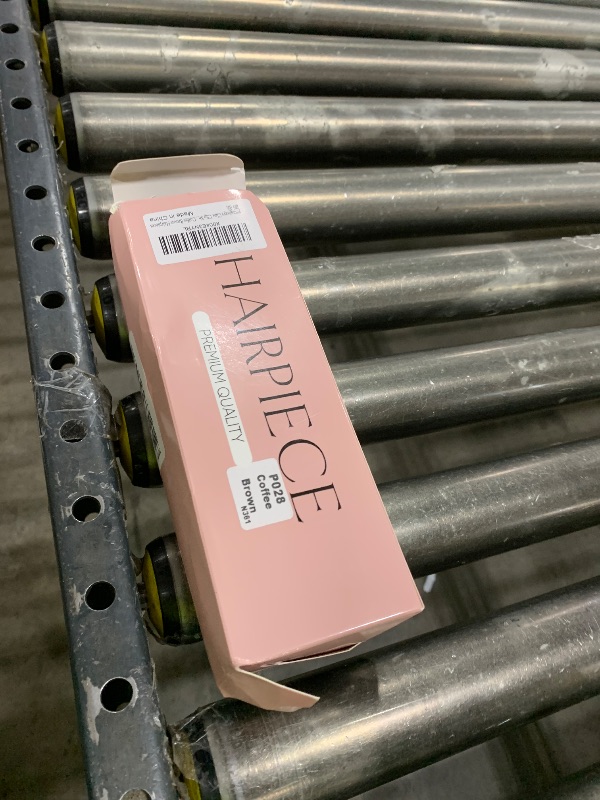 HAIRPIECE
PREMIUM QUALITY
P028
Coffee
Brown
N361
Made in China